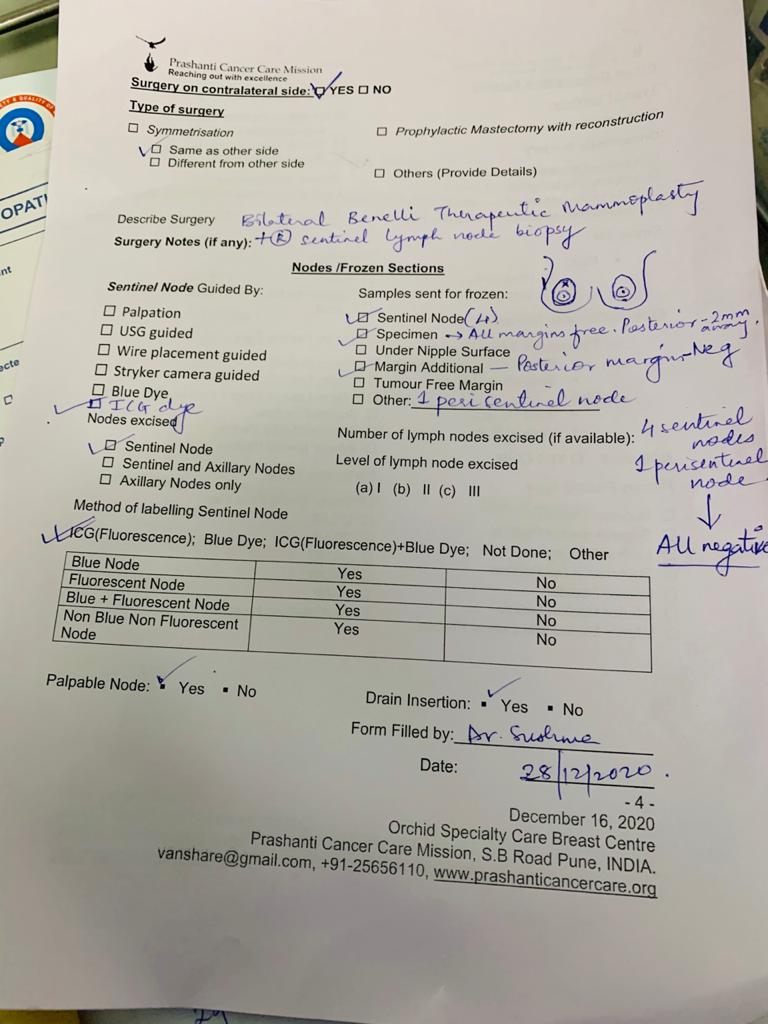 Prashanti Cancer Care Mission
Reaching out with excellence
Surgery on contralateral side: YES NO
Type of surgery
Symmetrisation
Prophylactic Mastectomy with reconstruction
Same as other side
Different from other side
Others (Provide Details)
Describe Surgery Bilateral Benelli Therapeutic Mammoplasty
Surgery Notes (if any): + (R) sentinel lymph node biopsy
Nodes /Frozen Sections
Sentinel Node Guided By:
Palpation
USG guided
Wire placement guided
Stryker camera guided
Blue Dye
ICG dye
Samples sent for frozen:
Sentinel Node (4)
Specimen → All margins free. Posterior - 2mm away.
Under Nipple Surface
Margin Additional — Posterior margin - Neg
Tumour Free Margin
Other: 1 peri sentinel node
Nodes excised
Sentinel Node
Sentinel and Axillary Nodes
Axillary Nodes only
Number of lymph nodes excised (if available): 4 sentinel nodes
1 perisentinel node
↓
All negative
Level of lymph node excised
(a) I (b) II (c) III
Method of labelling Sentinel Node
ICG(Fluorescence); Blue Dye; ICG(Fluorescence)+Blue Dye; Not Done; Other
Blue Node Yes No
Fluorescent Node Yes No
Blue + Fluorescent Node Yes No
Non Blue Non Fluorescent Node Yes No
Palpable Node: Yes No
Drain Insertion: Yes No
Form Filled by: Dr. Sushma
Date: 28/12/2020.
- 4 -
December 16, 2020
Orchid Specialty Care Breast Centre
Prashanti Cancer Care Mission, S.B Road Pune, INDIA.
vanshare@gmail.com, +91-25656110, www.prashanticancercare.org